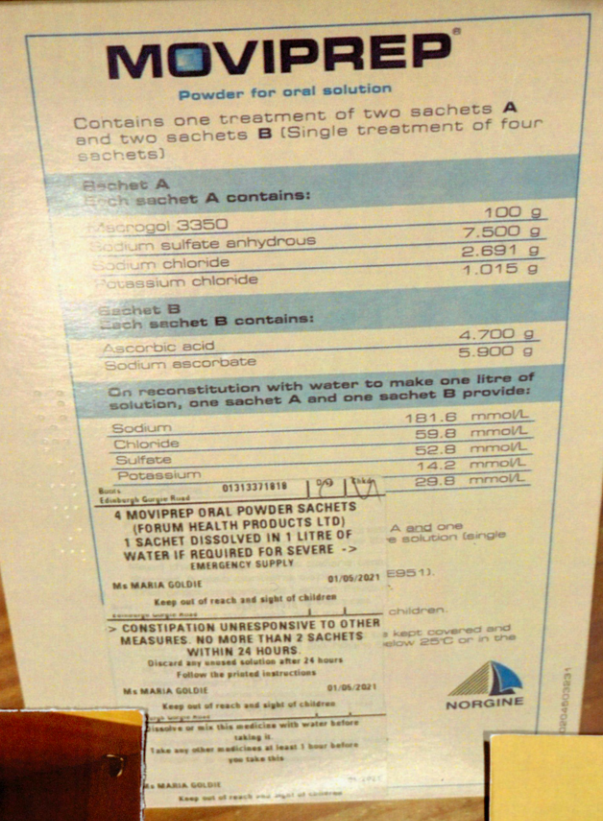 MOVIPREP®
Powder for oral solution
Contains one treatment of two sachets A
and two sachets B (Single treatment of four
sachets)
Sachet A
Each sachet A contains:
Macrogol 3350 100 g
Sodium sulfate anhydrous 7.500 g
Sodium chloride 2.691 g
Potassium chloride 1.015 g
Sachet B
Each sachet B contains:
Ascorbic acid 4.700 g
Sodium ascorbate 5.900 g
On reconstitution with water to make one litre of
solution, one sachet A and one sachet B provide:
Sodium 181.6 mmol/L
Chloride 59.8 mmol/L
Sulfate 52.8 mmol/L
Potassium 14.2 mmol/L
29.8 mmol/L
Boots 01313371818
Edinburgh Gorgie Road
4 MOVIPREP ORAL POWDER SACHETS
(FORUM HEALTH PRODUCTS LTD)
1 SACHET DISSOLVED IN 1 LITRE OF
WATER IF REQUIRED FOR SEVERE ->
EMERGENCY SUPPLY
Ms MARIA GOLDIE 01/05/2021
Keep out of reach and sight of children
Edinburgh Gorgie Road
> CONSTIPATION UNRESPONSIVE TO OTHER
MEASURES. NO MORE THAN 2 SACHETS
WITHIN 24 HOURS.
Discard any unused solution after 24 hours
Follow the printed instructions
Ms MARIA GOLDIE 01/05/2021
Keep out of reach and sight of children
Gorgie Road
Dissolve or mix this medicine with water before
taking it.
Take any other medicines at least 1 hour before
you take this
Ms MARIA GOLDIE
Keep out of reach and sight of children
A and one
solution (single
E951).
children.
kept covered and
below 25°C or in the
NORGINE